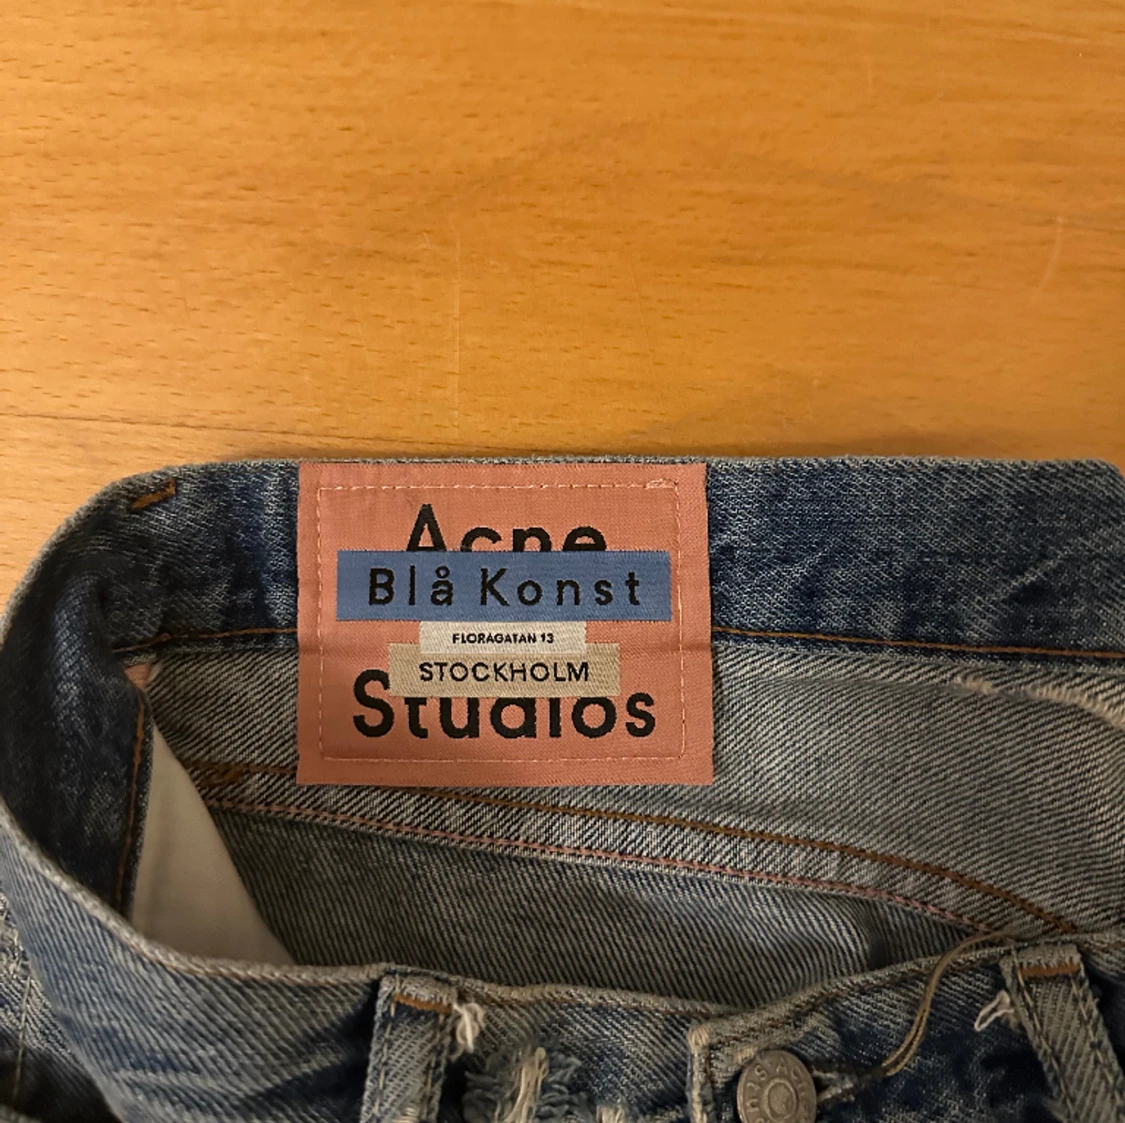 Acne
Blå Konst
FLORAGATAN 13
STOCKHOLM
Studios